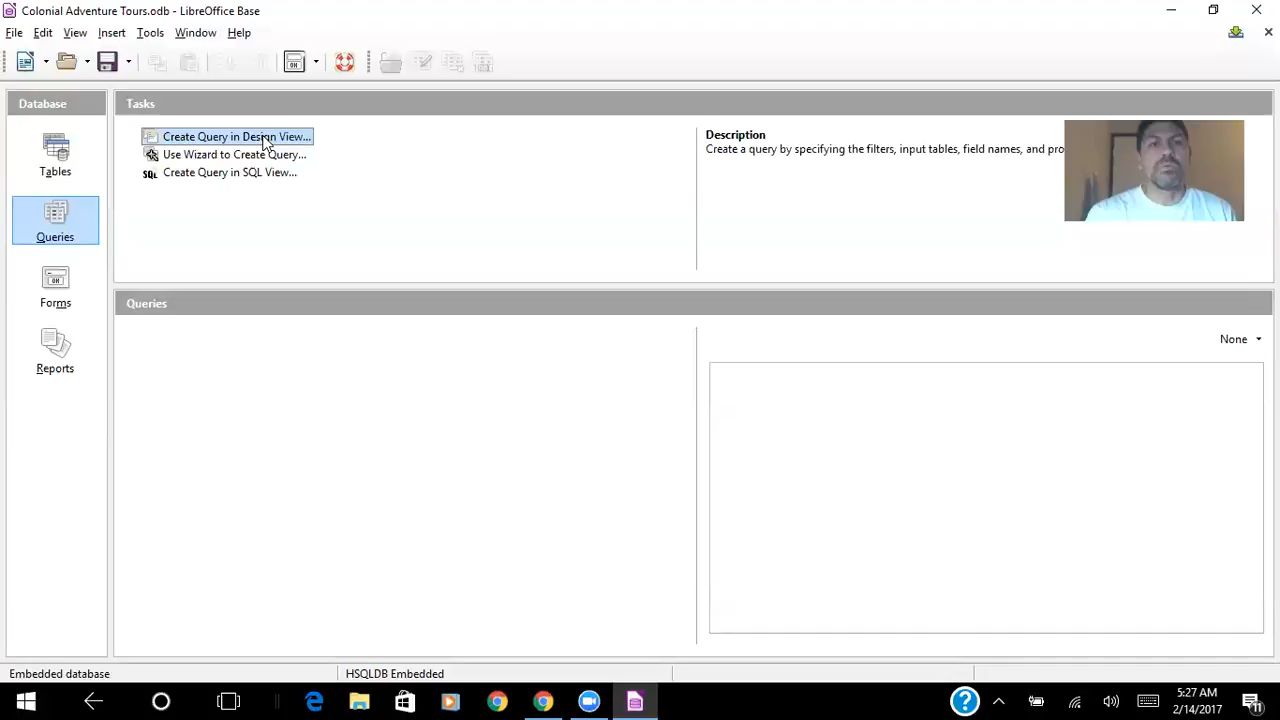 Colonial Adventure Tours.odb - LibreOffice Base
File Edit View Insert Tools Window Help
Database
Tasks
Tables
Queries
Forms
Reports
Create Query in Design View...
Use Wizard to Create Query...
SQL Create Query in SQL View...
Description
Create a query by specifying the filters, input tables, field names, and pro
Queries
None
Embedded database
HSQLDB Embedded
5:27 AM
2/14/2017
11